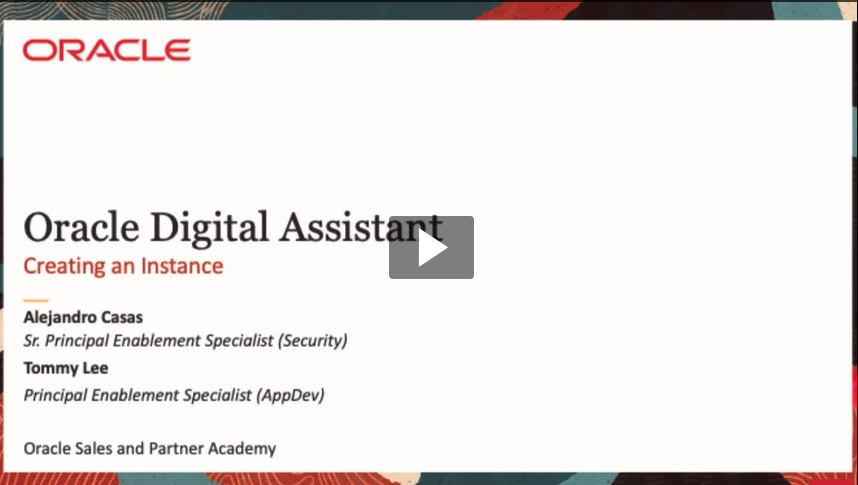 ORACLE
Oracle Digital Assistant
Creating an Instance
Alejandro Casas
Sr. Principal Enablement Specialist (Security)
Tommy Lee
Principal Enablement Specialist (AppDev)
Oracle Sales and Partner Academy